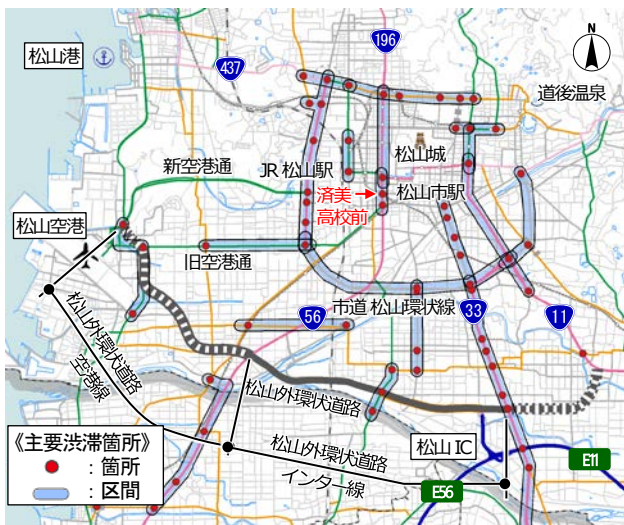 松山港
437
196
N
道後温泉
松山城
JR 松山駅
新空港通
済美
高校前
松山市駅
松山空港
旧空港通
市道 松山環状線
56
33
11
松山外環状道路
空港線
松山外環状道路
松山外環状道路
インター線
松山 IC
E11
E56
《主要渋滞箇所》
：箇所
：区間